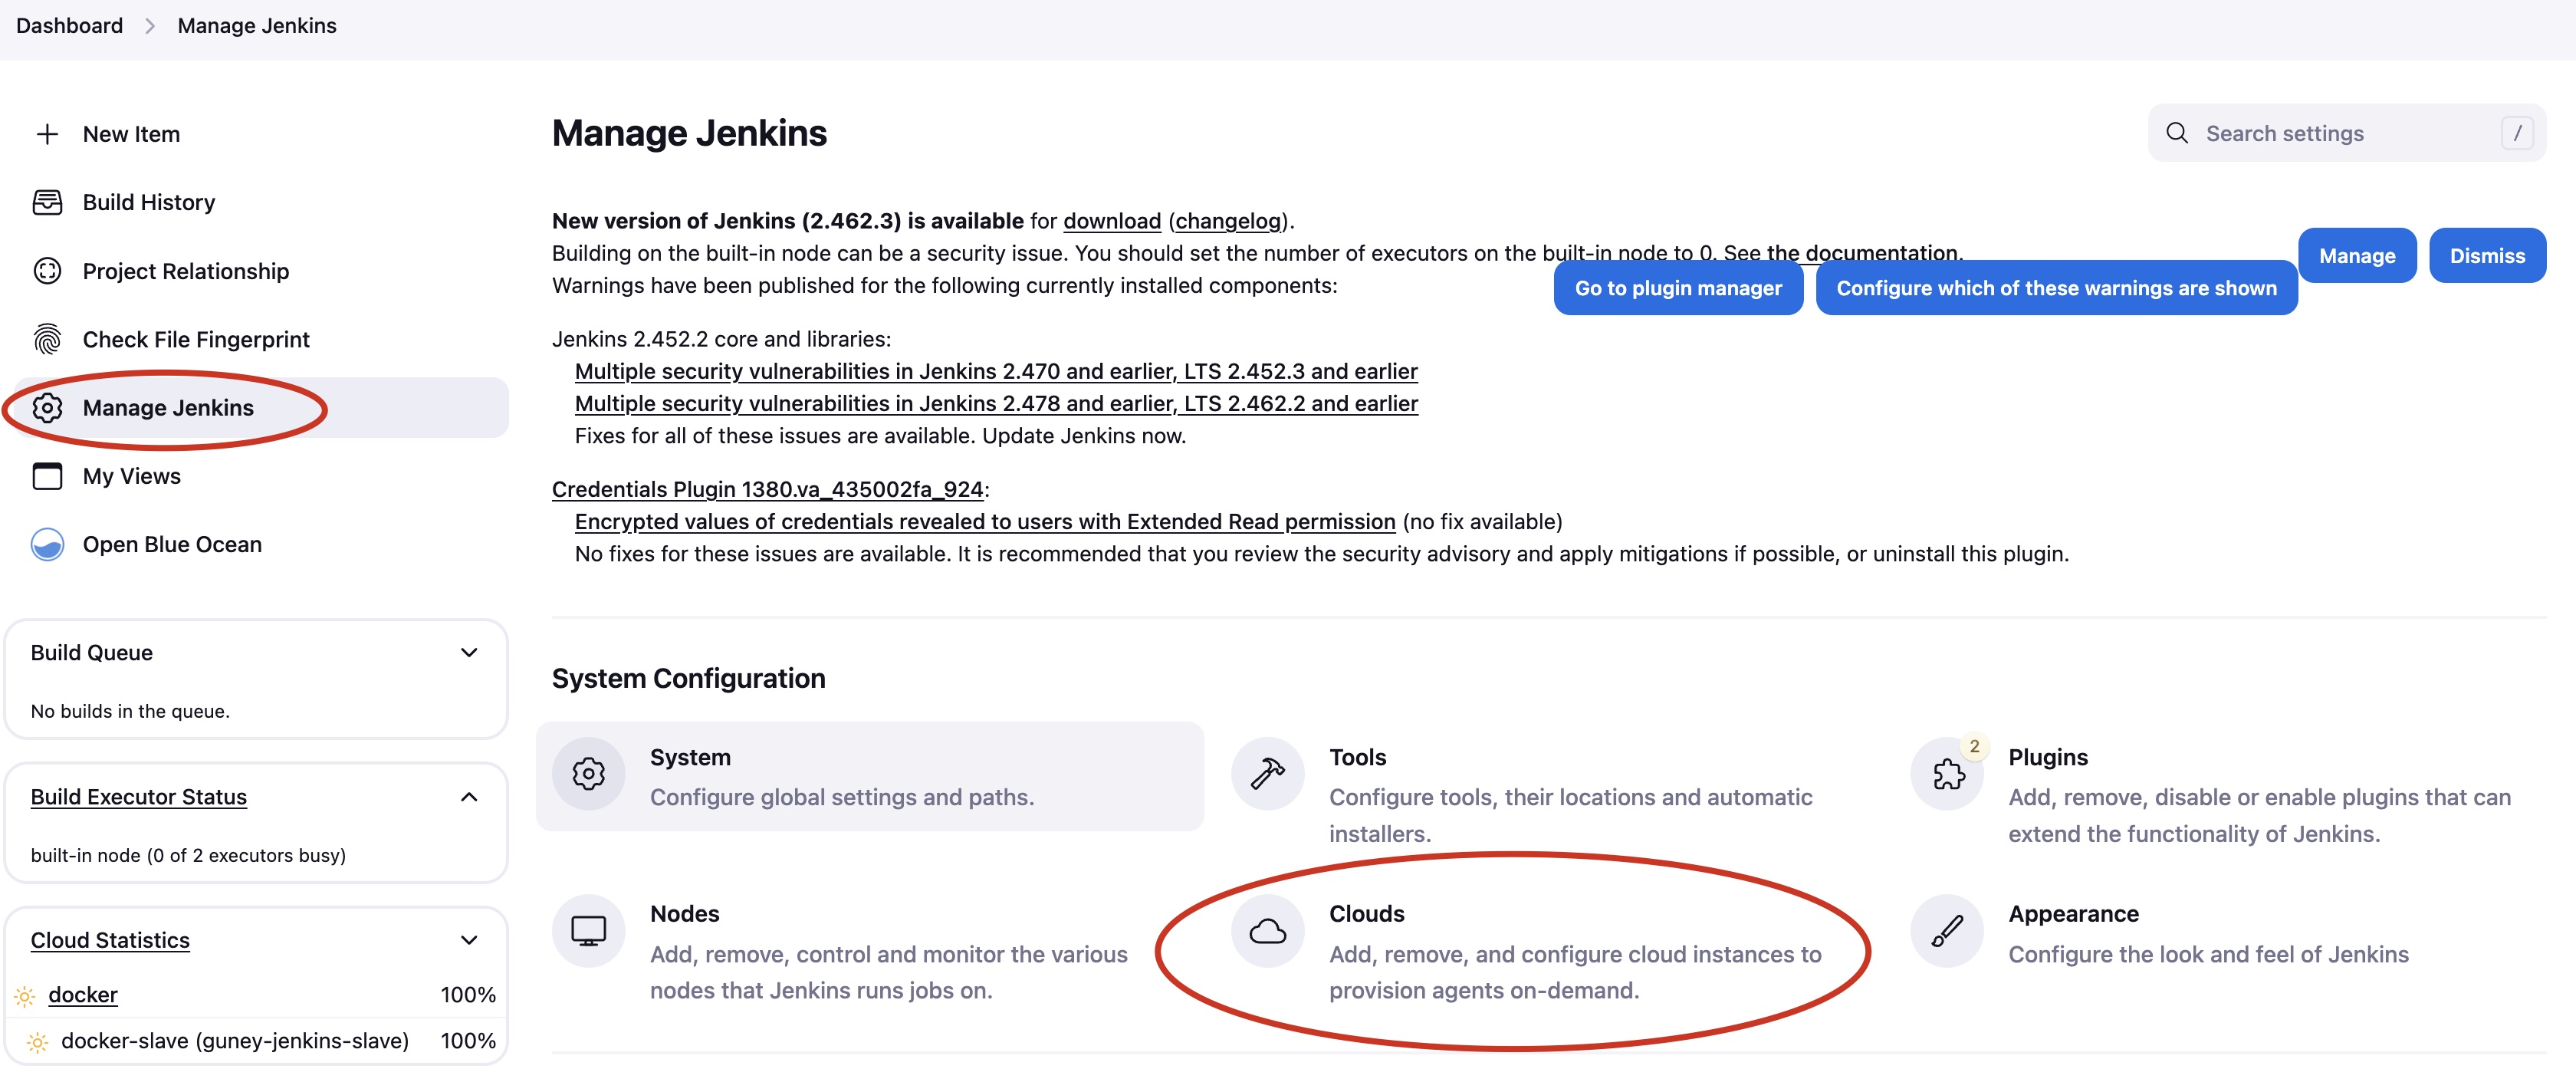 Dashboard > Manage Jenkins
New Item
Build History
Project Relationship
Check File Fingerprint
Manage Jenkins
My Views
Open Blue Ocean
Build Queue
No builds in the queue.
Build Executor Status
built-in node (0 of 2 executors busy)
Cloud Statistics
docker 100%
docker-slave (guney-jenkins-slave) 100%
Manage Jenkins
Search settings /
New version of Jenkins (2.462.3) is available for download (changelog).
Building on the built-in node can be a security issue. You should set the number of executors on the built-in node to 0. See the documentation.
Manage Dismiss
Warnings have been published for the following currently installed components:
Go to plugin manager Configure which of these warnings are shown
Jenkins 2.452.2 core and libraries:
Multiple security vulnerabilities in Jenkins 2.470 and earlier, LTS 2.452.3 and earlier
Multiple security vulnerabilities in Jenkins 2.478 and earlier, LTS 2.462.2 and earlier
Fixes for all of these issues are available. Update Jenkins now.
Credentials Plugin 1380.va_435002fa_924:
Encrypted values of credentials revealed to users with Extended Read permission (no fix available)
No fixes for these issues are available. It is recommended that you review the security advisory and apply mitigations if possible, or uninstall this plugin.
System Configuration
System
Configure global settings and paths.
Tools
Configure tools, their locations and automatic
installers.
2
Plugins
Add, remove, disable or enable plugins that can
extend the functionality of Jenkins.
Nodes
Add, remove, control and monitor the various
nodes that Jenkins runs jobs on.
Clouds
Add, remove, and configure cloud instances to
provision agents on-demand.
Appearance
Configure the look and feel of Jenkins